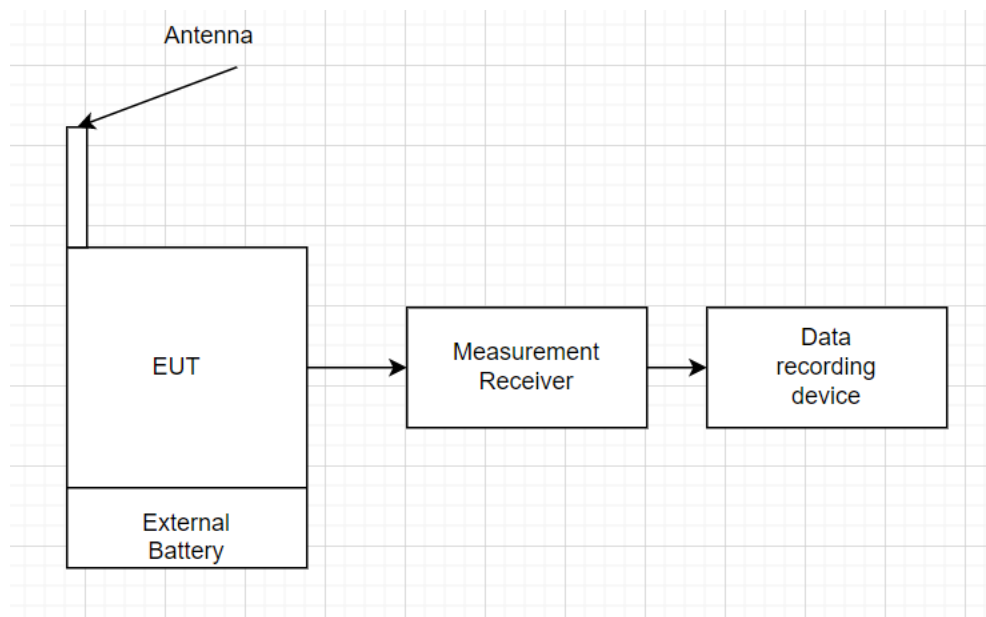 Antenna
EUT
Measurement
Receiver
Data
recording
device
External
Battery